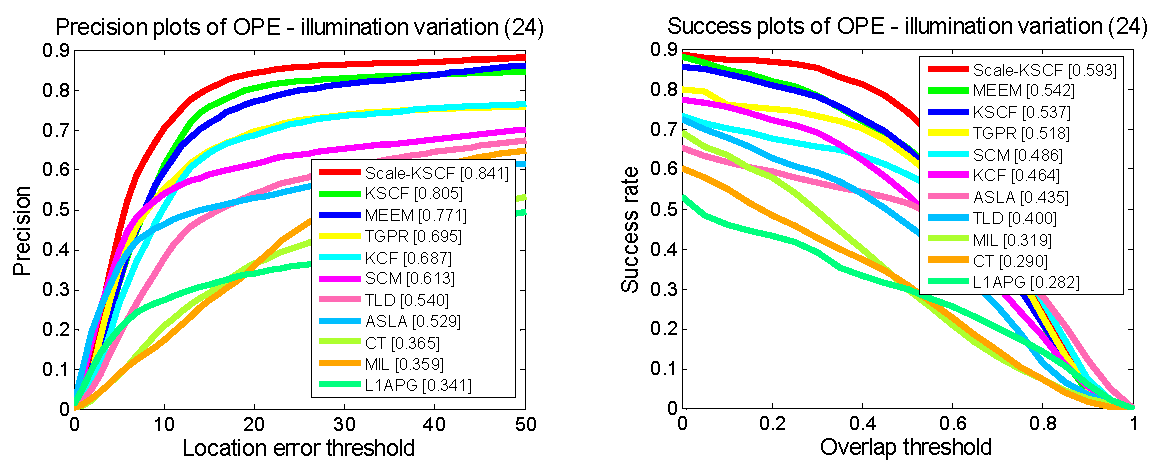 Precision plots of OPE - illumination variation (24)
0.9
0.8
0.7
0.6
0.5
0.4
0.3
0.2
0.1
0
Precision
Scale-KSCF [0.841]
KSCF [0.805]
MEEM [0.771]
TGPR [0.695]
KCF [0.687]
SCM [0.613]
TLD [0.540]
ASLA [0.529]
CT [0.365]
MIL [0.359]
L1APG [0.341]
0 10 20 30 40 50
Location error threshold
Success plots of OPE - illumination variation (24)
0.9
0.8
0.7
0.6
0.5
0.4
0.3
0.2
0.1
0
Success rate
Scale-KSCF [0.593]
MEEM [0.542]
KSCF [0.537]
TGPR [0.518]
SCM [0.486]
KCF [0.464]
ASLA [0.435]
TLD [0.400]
MIL [0.319]
CT [0.290]
L1APG [0.282]
0 0.2 0.4 0.6 0.8 1
Overlap threshold